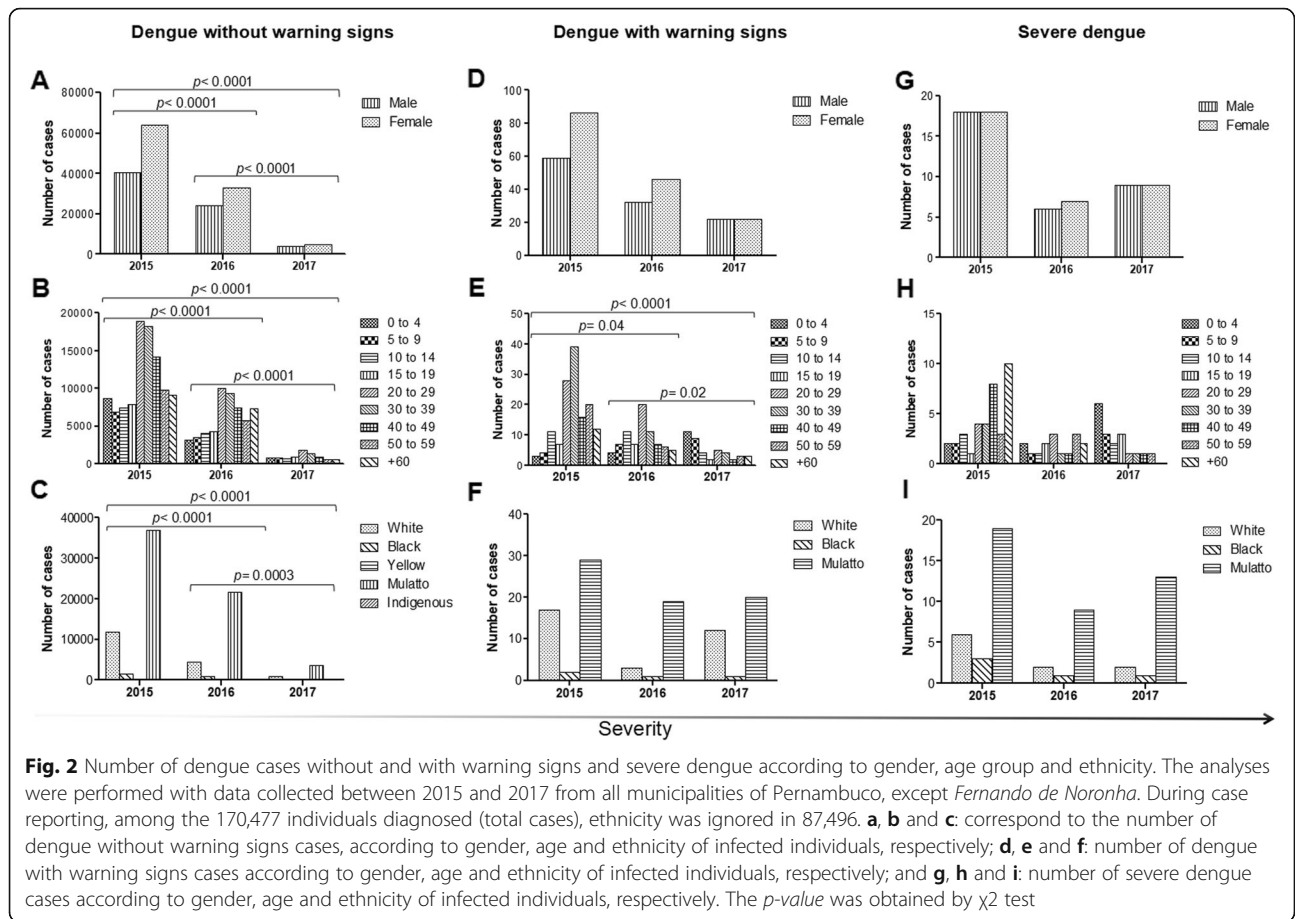 Dengue without warning signs
Dengue with warning signs
Severe dengue
A
p< 0.0001
p< 0.0001
p< 0.0001
Number of cases
80000
60000
40000
20000
0
2015
2016
2017
Male
Female
D
Number of cases
100
80
60
40
20
0
2015
2016
2017
Male
Female
G
Number of cases
20
15
10
5
0
2015
2016
2017
Male
Female
B
p< 0.0001
p< 0.0001
p< 0.0001
Number of cases
20000
15000
10000
5000
0
2015
2016
2017
0 to 4
5 to 9
10 to 14
15 to 19
20 to 29
30 to 39
40 to 49
50 to 59
+60
E
p< 0.0001
p= 0.04
p= 0.02
Number of cases
50
40
30
20
10
0
2015
2016
2017
0 to 4
5 to 9
10 to 14
15 to 19
20 to 29
30 to 39
40 to 49
50 to 59
+60
H
Number of cases
15
10
5
0
2015
2016
2017
0 to 4
5 to 9
10 to 14
15 to 19
20 to 29
30 to 39
40 to 49
50 to 59
+60
C
p< 0.0001
p< 0.0001
p= 0.0003
Number of cases
40000
30000
20000
10000
0
2015
2016
2017
White
Black
Yellow
Mulatto
Indigenous
F
Number of cases
40
30
20
10
0
2015
2016
2017
White
Black
Mulatto
I
Number of cases
20
15
10
5
0
2015
2016
2017
White
Black
Mulatto
Severity
Fig. 2 Number of dengue cases without and with warning signs and severe dengue according to gender, age group and ethnicity. The analyses
were performed with data collected between 2015 and 2017 from all municipalities of Pernambuco, except Fernando de Noronha. During case
reporting, among the 170,477 individuals diagnosed (total cases), ethnicity was ignored in 87,496. a, b and c: correspond to the number of
dengue without warning signs cases, according to gender, age and ethnicity of infected individuals, respectively; d, e and f: number of dengue
with warning signs cases according to gender, age and ethnicity of infected individuals, respectively; and g, h and i: number of severe dengue
cases according to gender, age and ethnicity of infected individuals, respectively. The p-value was obtained by χ2 test